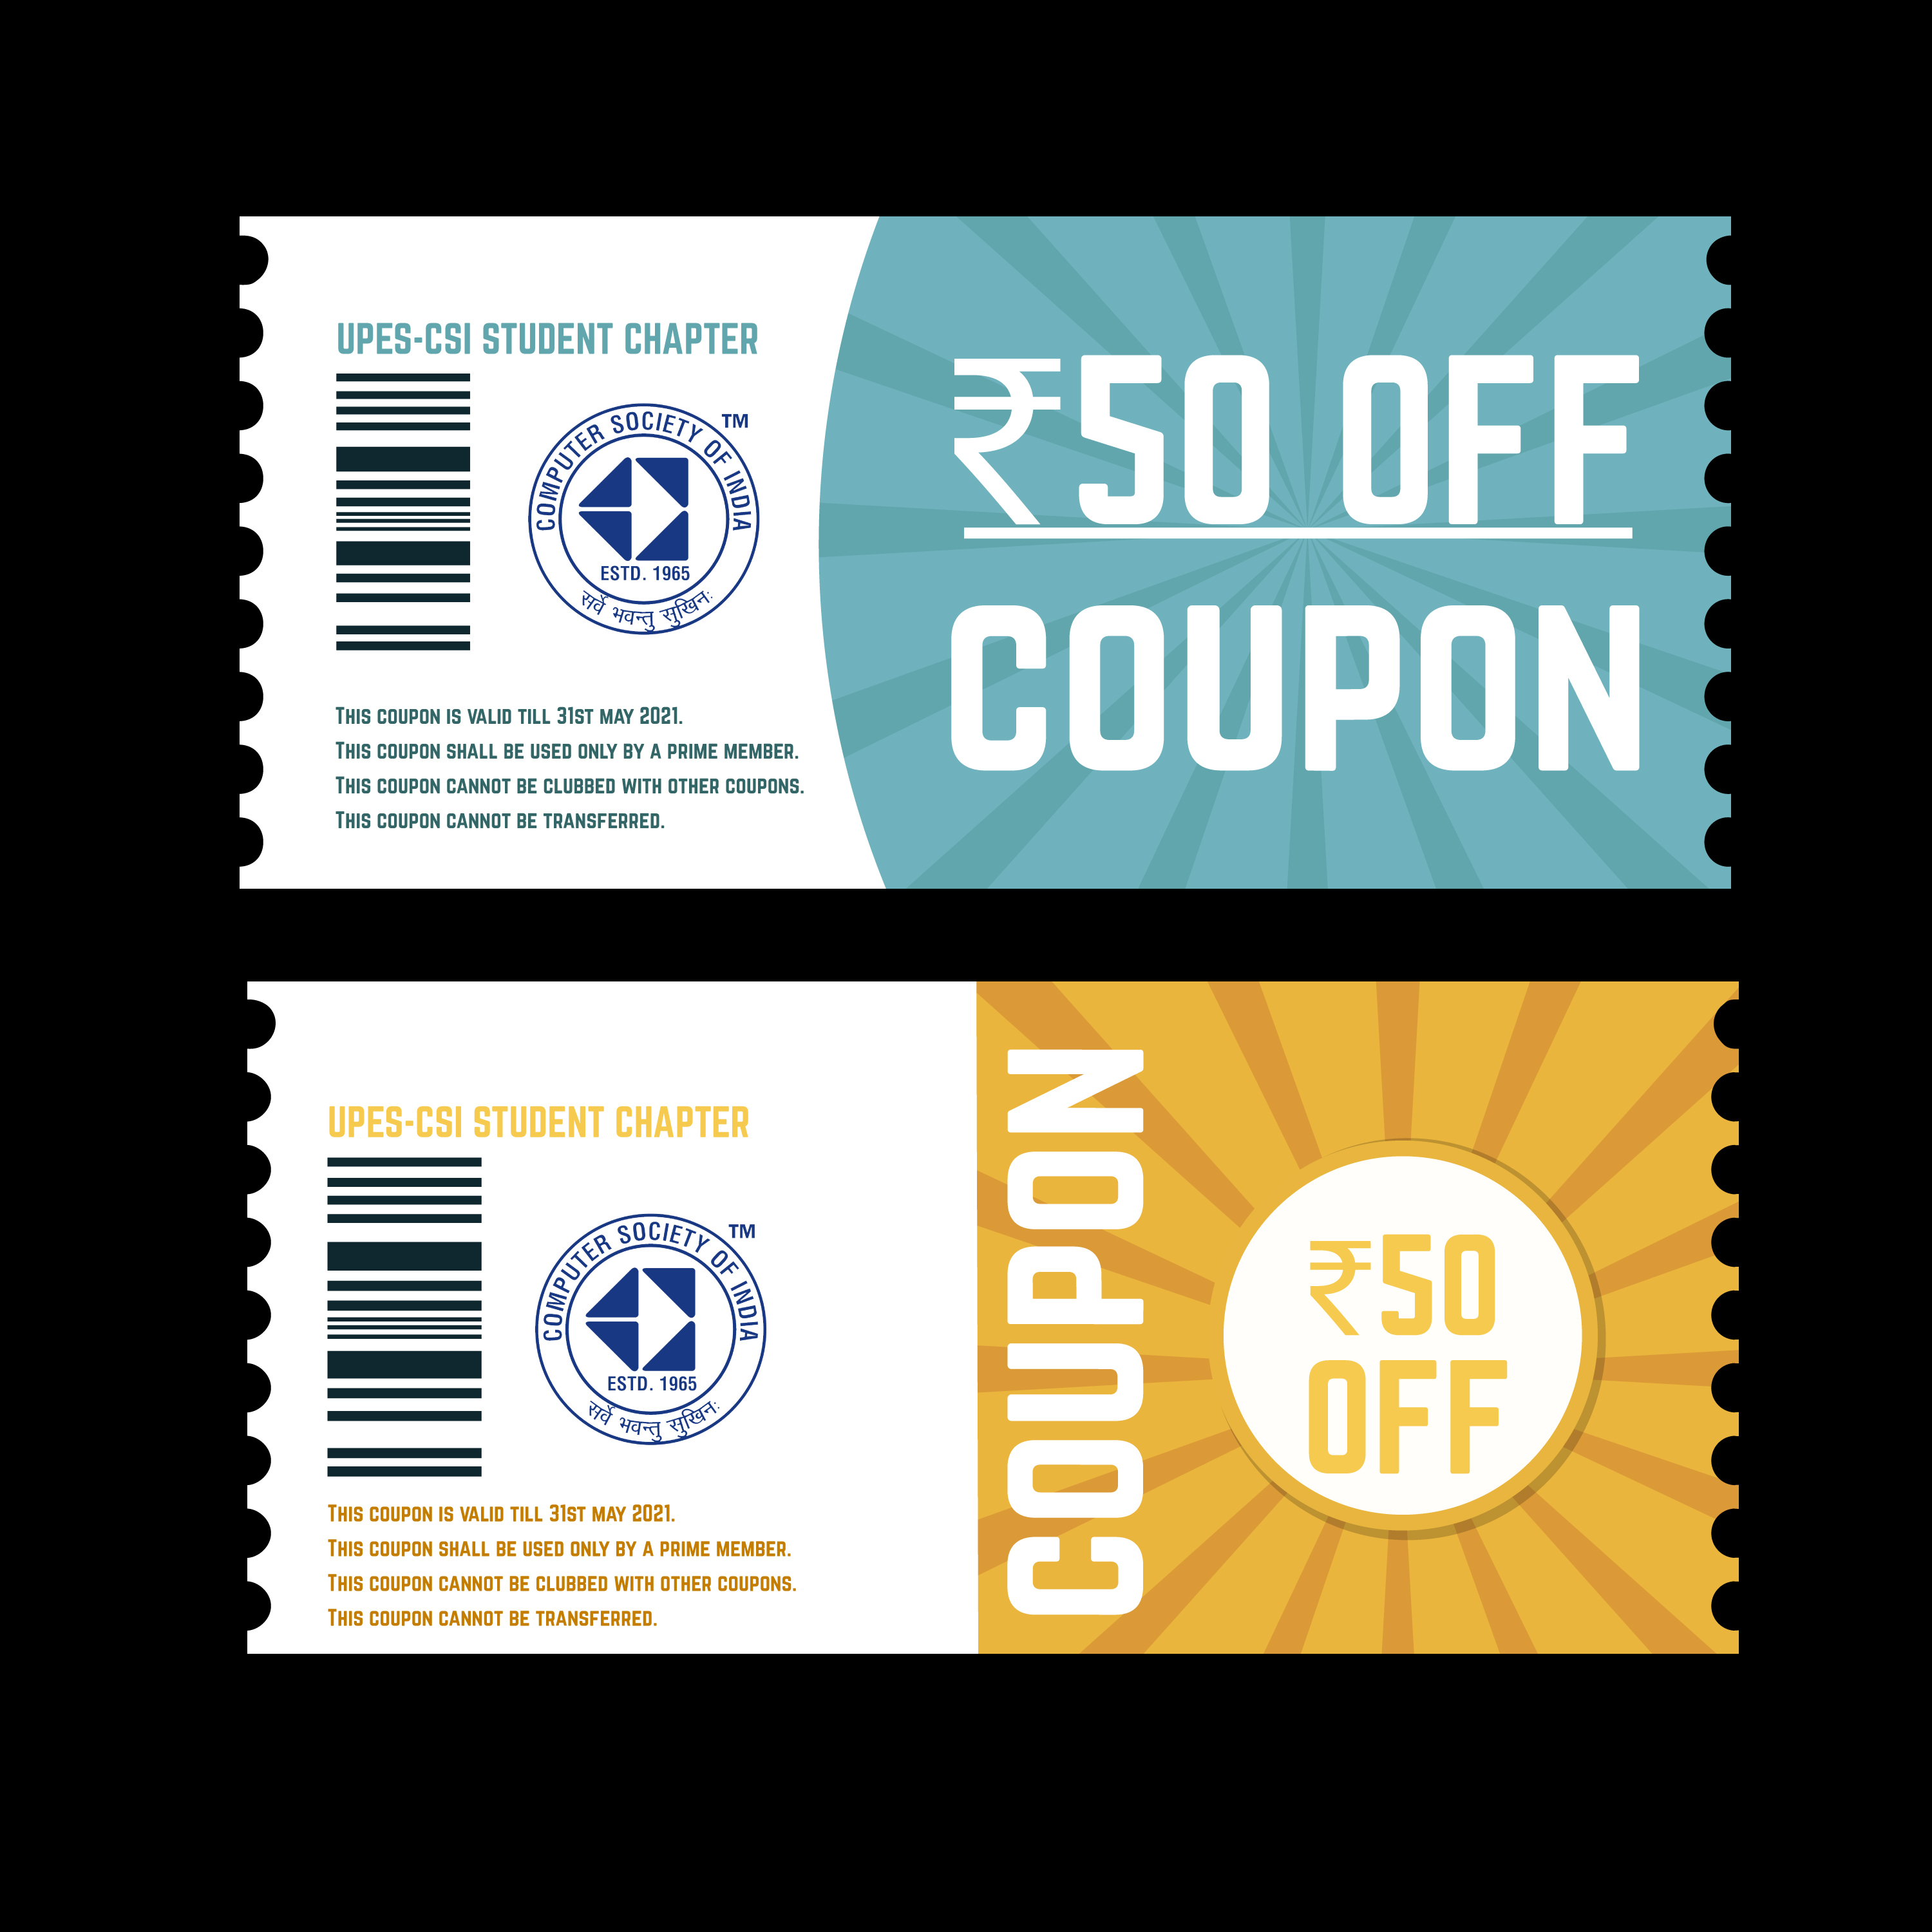 UPES-CSI STUDENT CHAPTER
COMPUTER SOCIETY OF INDIA
TM
ESTD. 1965
सर्वे भवन्तु सुखिनः
THIS COUPON IS VALID TILL 31ST MAY 2021.
THIS COUPON SHALL BE USED ONLY BY A PRIME MEMBER.
THIS COUPON CANNOT BE CLUBBED WITH OTHER COUPONS.
THIS COUPON CANNOT BE TRANSFERRED.
₹50 OFF
COUPON
UPES-CSI STUDENT CHAPTER
COMPUTER SOCIETY OF INDIA
TM
ESTD. 1965
सर्वे भवन्तु सुखिनः
THIS COUPON IS VALID TILL 31ST MAY 2021.
THIS COUPON SHALL BE USED ONLY BY A PRIME MEMBER.
THIS COUPON CANNOT BE CLUBBED WITH OTHER COUPONS.
THIS COUPON CANNOT BE TRANSFERRED.
COUPON
₹50
OFF